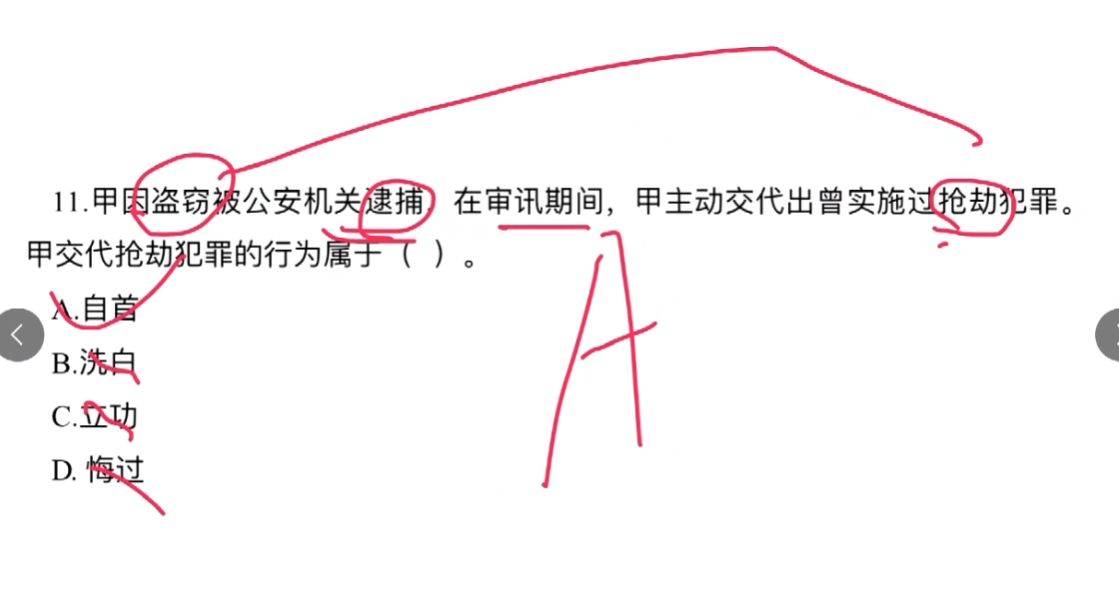 11.甲因盗窃被公安机关逮捕，在审讯期间，甲主动交代出曾实施过抢劫犯罪。
甲交代抢劫犯罪的行为属于（ ）。
A.自首
B.洗白
C.立功
D. 悔过
A